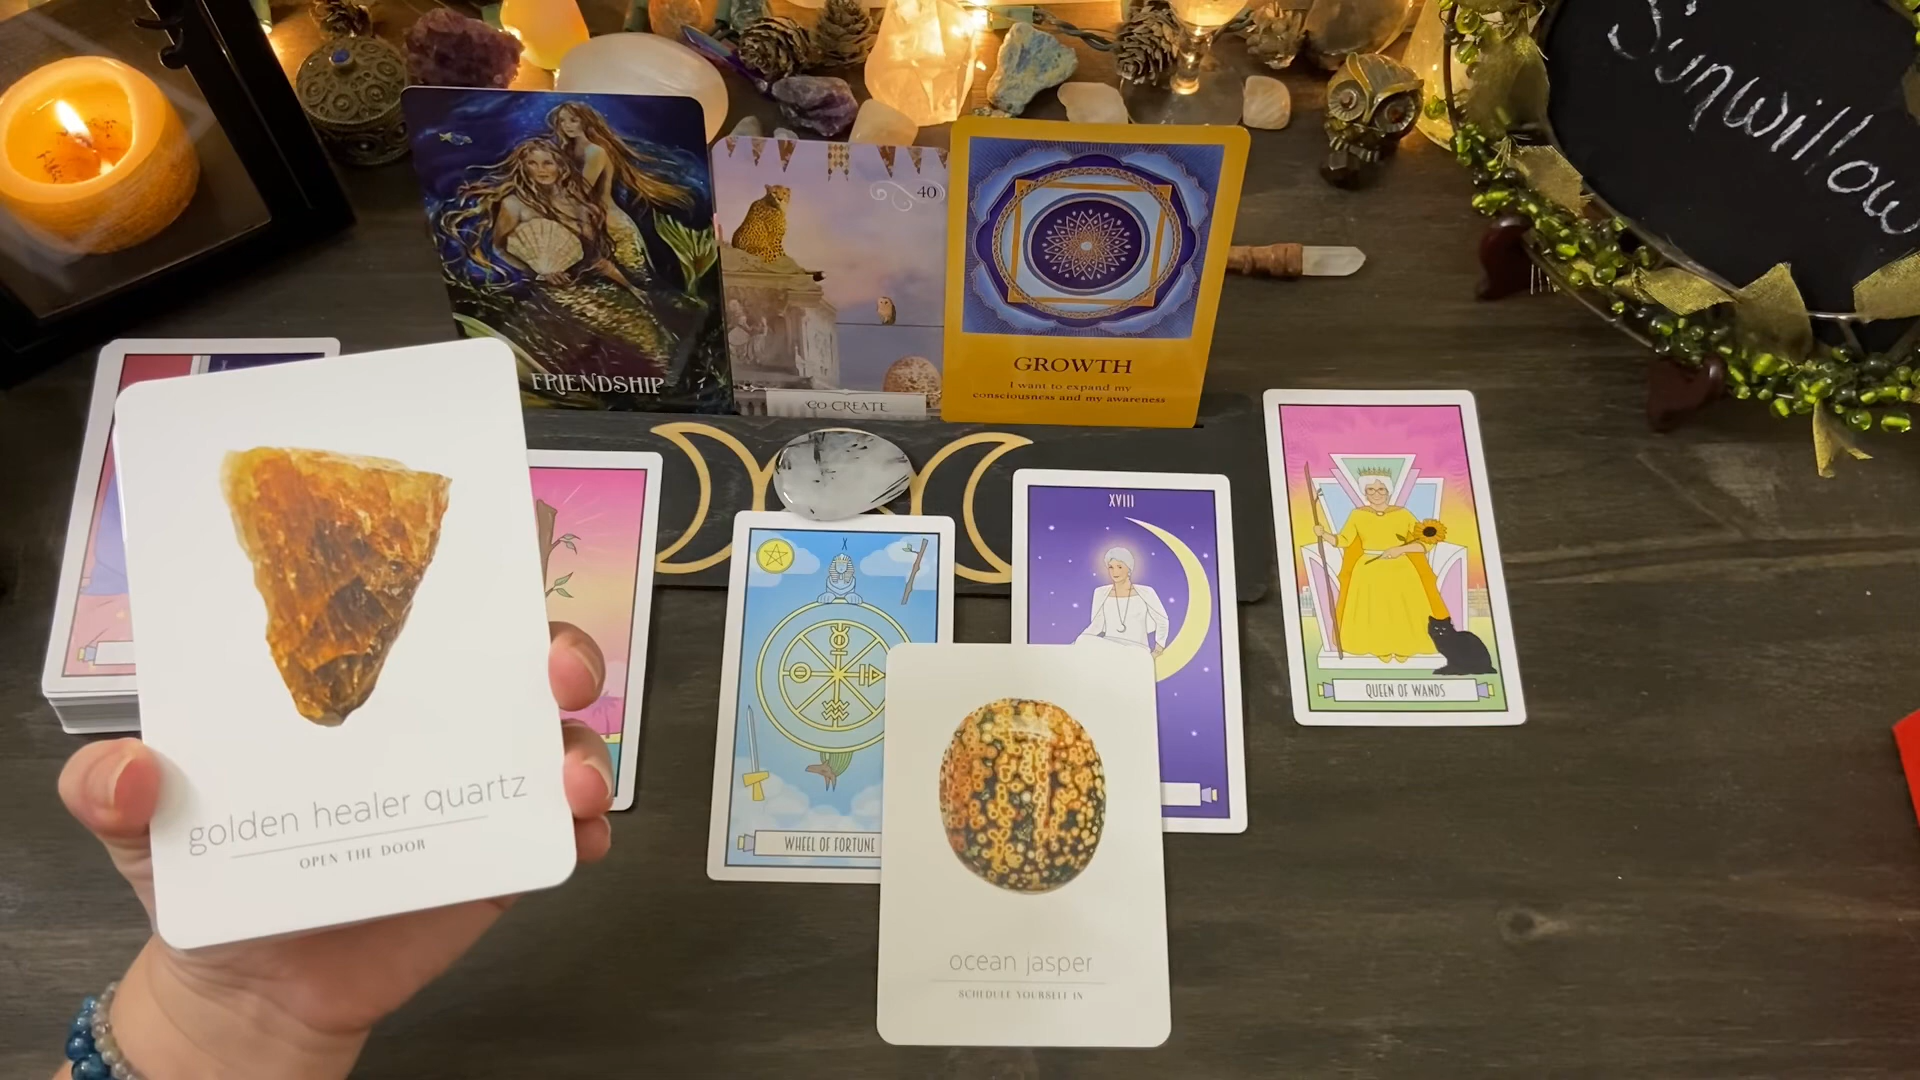 Sunwillow
40
FRIENDSHIP
CO-CREATE
GROWTH
I want to expand my
consciousness and my awareness
XVIII
X
QUEEN OF WANDS
WHEEL OF FORTUNE
golden healer quartz
OPEN THE DOOR
ocean jasper
SCHEDULE YOURSELF IN